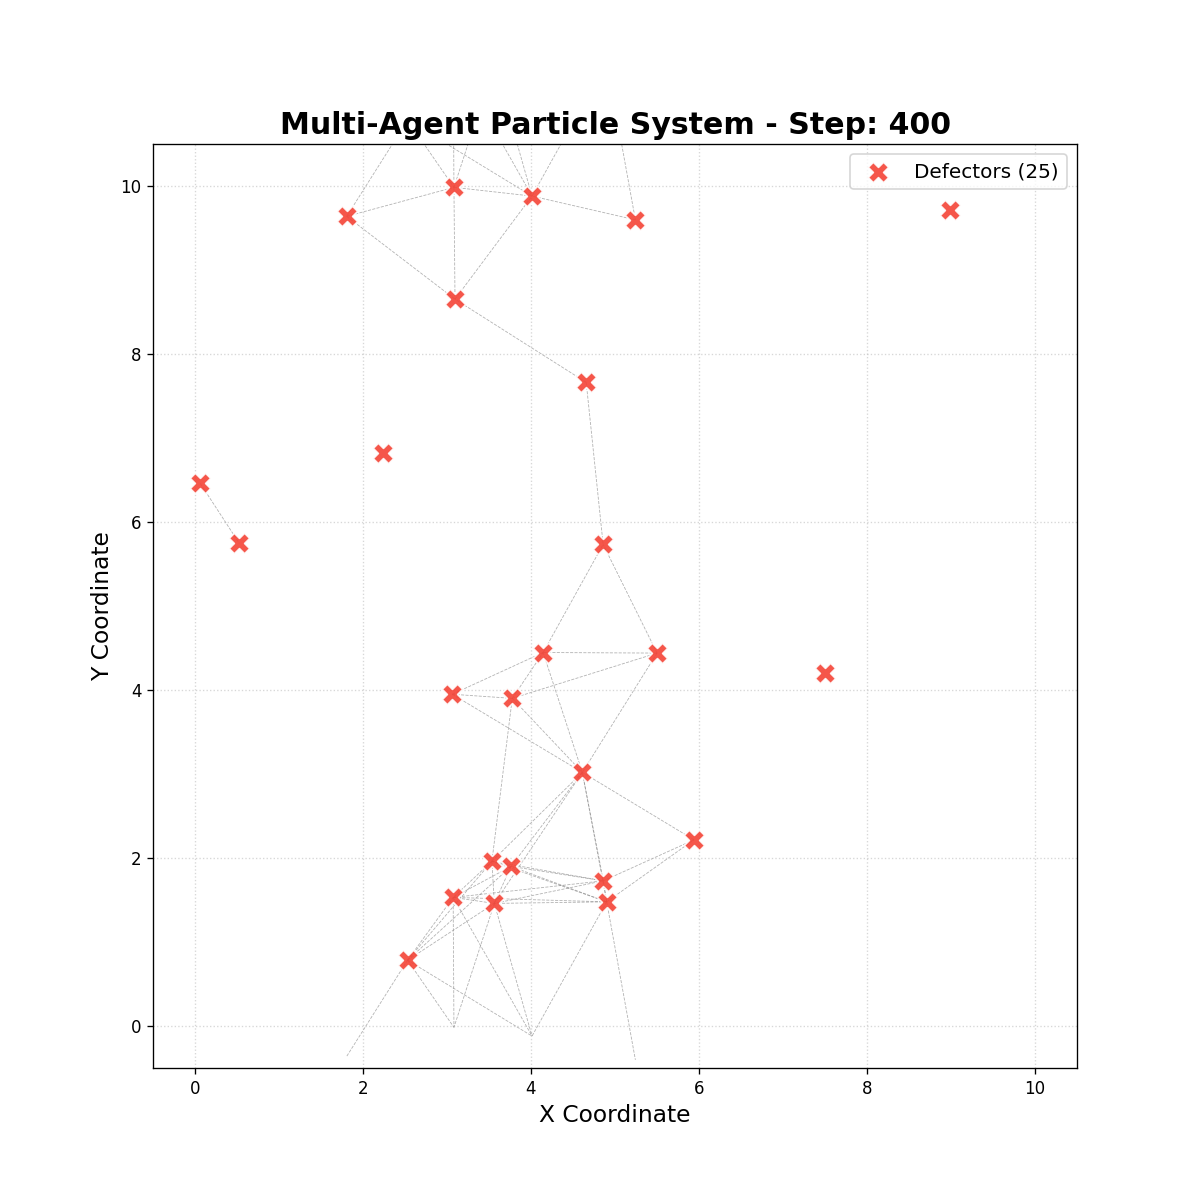 Multi-Agent Particle System - Step: 400
Defectors (25)
10
8
6
4
2
0
Y Coordinate
0 2 4 6 8 10
X Coordinate